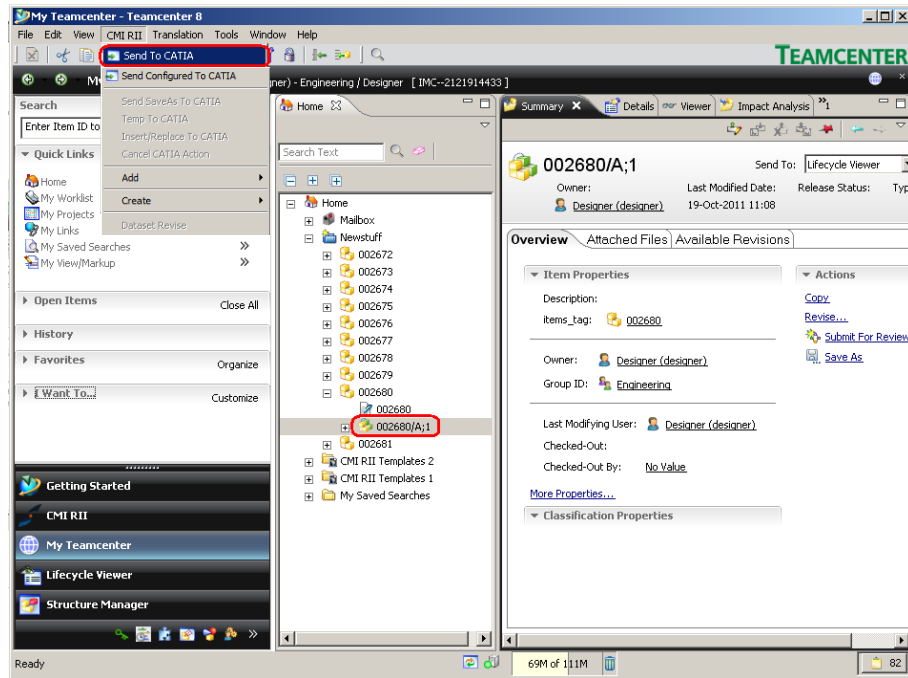 My Teamcenter - Teamcenter 8
File Edit View CMI RII Translation Tools Window Help
Send To CATIA
TEAMCENTER
Send Configured To CATIA
Send SaveAs To CATIA
Temp To CATIA
Insert/Replace To CATIA
Cancel CATIA Action
Add
Create
Dataset Revise
ner) - Engineering / Designer [ IMC--2121914433 ]
Search
Enter Item ID to
Quick Links
Home
My Worklist
My Projects
My Links
My Saved Searches
My View/Markup
Open Items Close All
History
Favorites Organize
I Want To... Customize
Getting Started
CMI RII
My Teamcenter
Lifecycle Viewer
Structure Manager
Home
Search Text
Home
Mailbox
Newstuff
002672
002673
002674
002675
002676
002677
002678
002679
002680
002680
002680/A;1
002681
CMI RII Templates 2
CMI RII Templates 1
My Saved Searches
Summary Details Viewer Impact Analysis 1
002680/A;1 Send To: Lifecycle Viewer
Owner: Last Modified Date: Release Status: Typ
Designer (designer) 19-Oct-2011 11:08
Overview Attached Files Available Revisions
Item Properties
Description:
items_tag: 002680
Owner: Designer (designer)
Group ID: Engineering
Last Modifying User: Designer (designer)
Checked-Out:
Checked-Out By: No Value
More Properties...
Classification Properties
Actions
Copy
Revise...
Submit For Review
Save As
Ready 69M of 111M 82